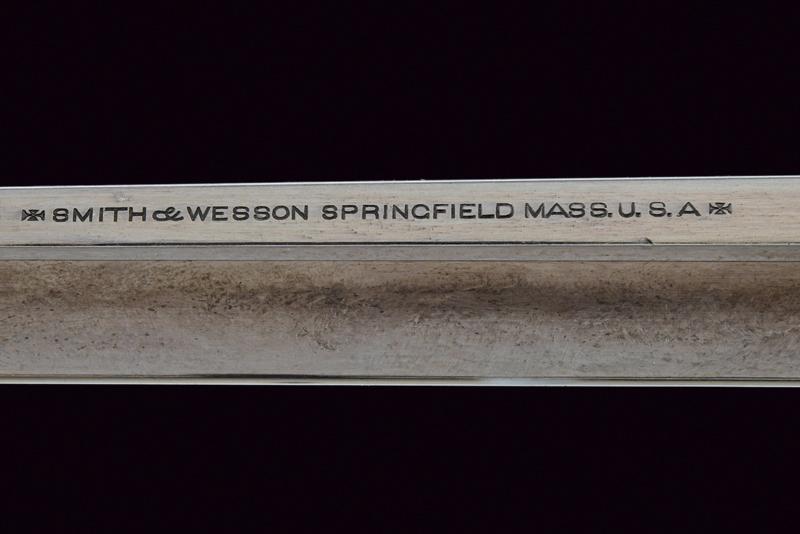 SMITH & WESSON SPRINGFIELD MASS. U. S. A